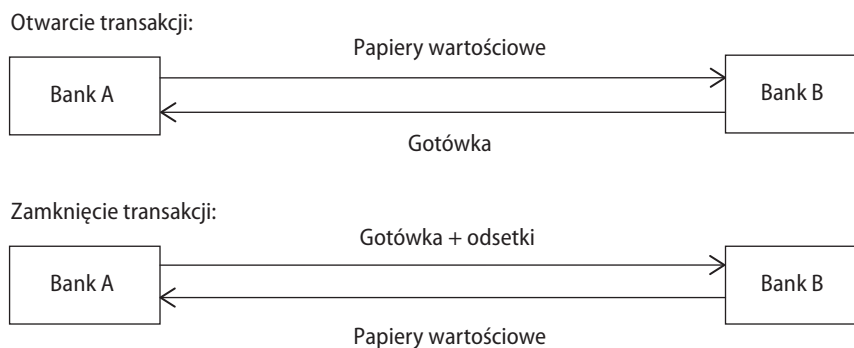 Otwarcie transakcji:
Papiery wartościowe
Bank A
Bank B
Gotówka
Zamknięcie transakcji:
Gotówka + odsetki
Bank A
Bank B
Papiery wartościowe